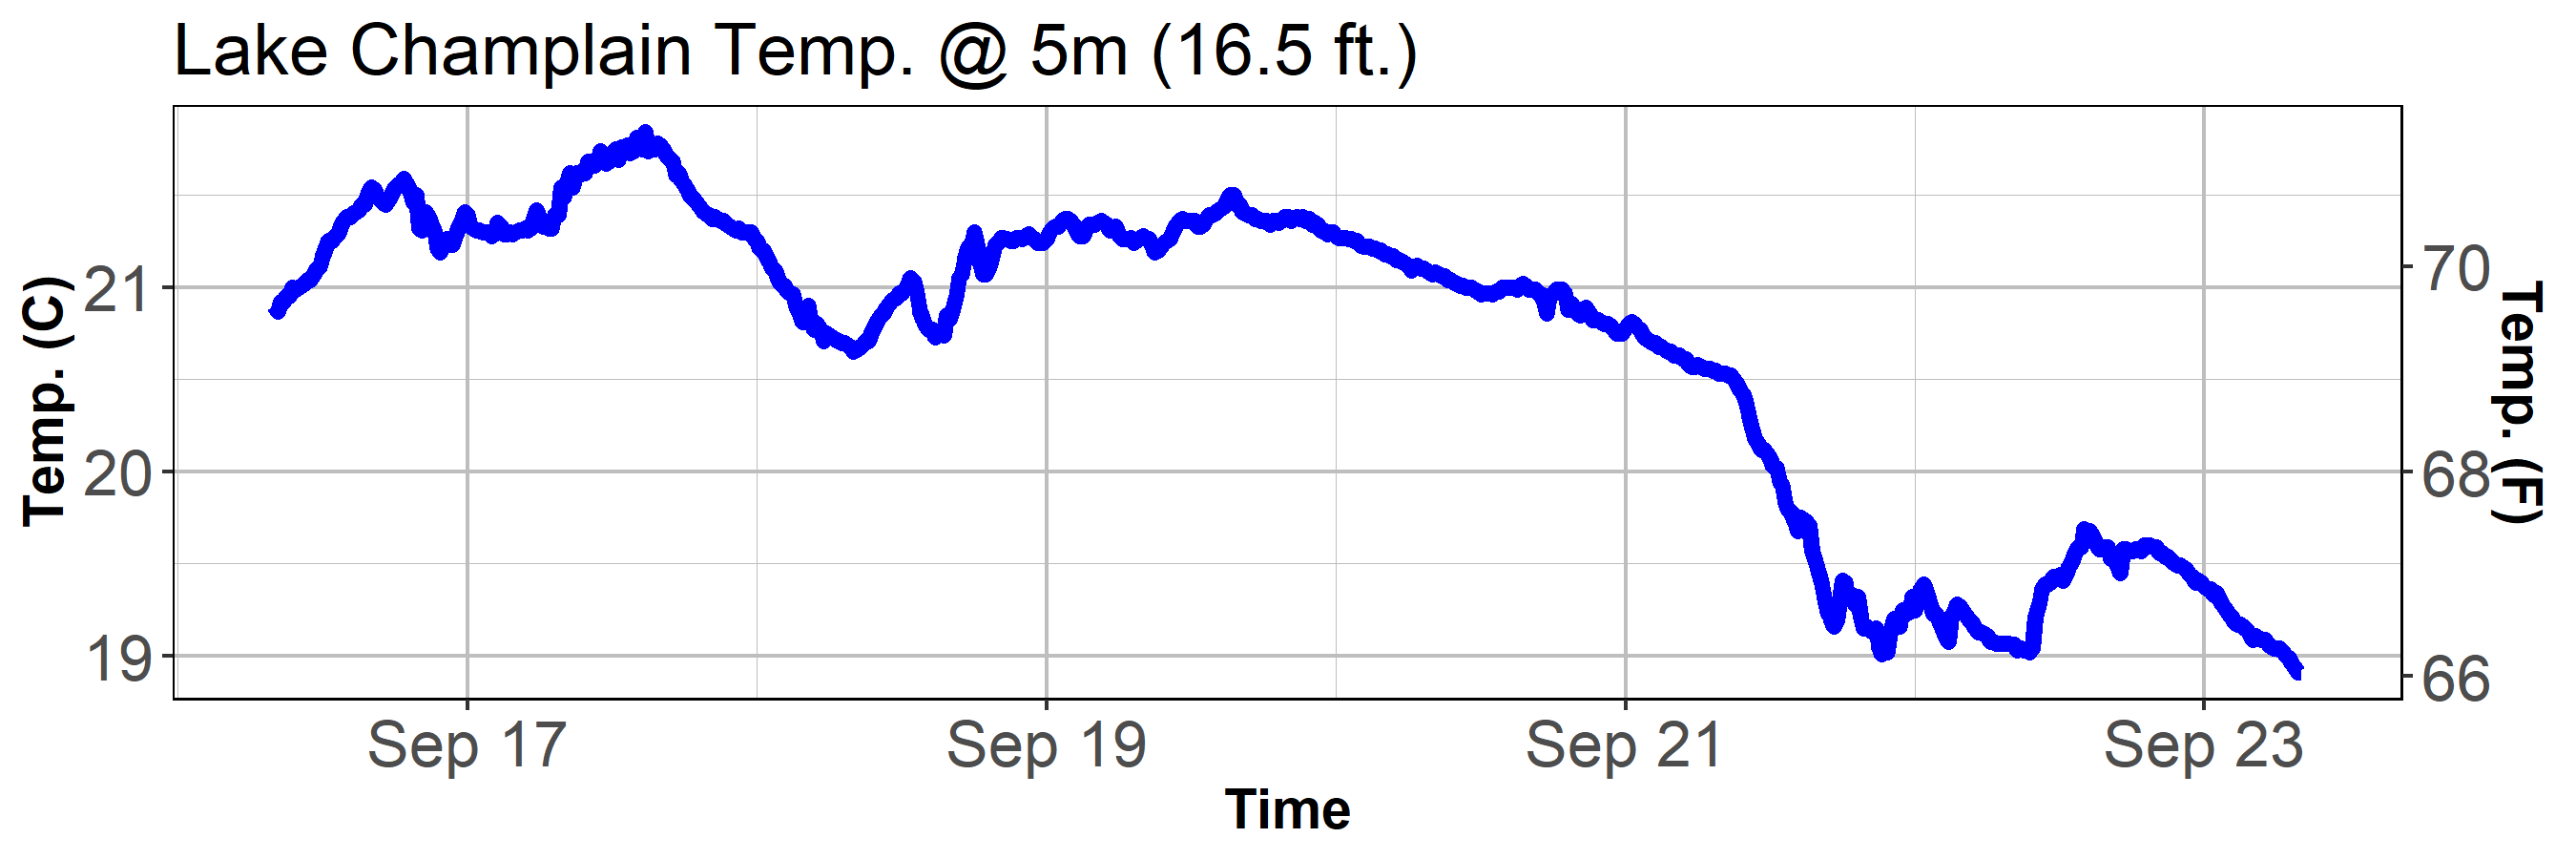 Lake Champlain Temp. @ 5m (16.5 ft.)
Temp. (C)
21
20
19
70
68
66
Temp. (F)
Sep 17
Sep 19
Sep 21
Sep 23
Time